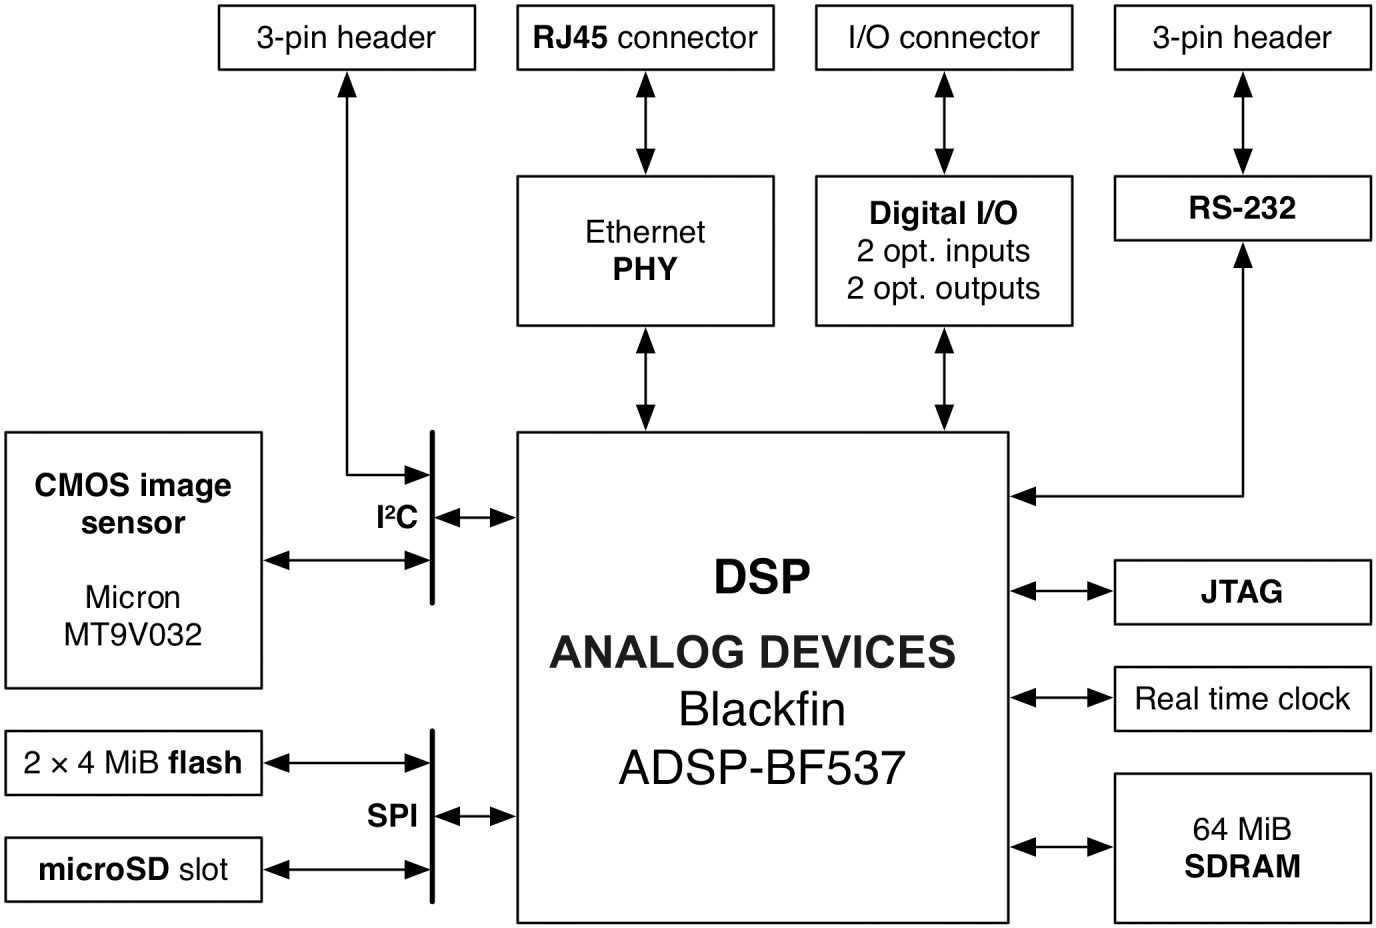 3-pin header
RJ45 connector
I/O connector
3-pin header
Ethernet
PHY
Digital I/O
2 opt. inputs
2 opt. outputs
RS-232
CMOS image
sensor
Micron
MT9V032
I²C
DSP
ANALOG DEVICES
Blackfin
ADSP-BF537
JTAG
Real time clock
2 × 4 MiB flash
SPI
microSD slot
64 MiB
SDRAM